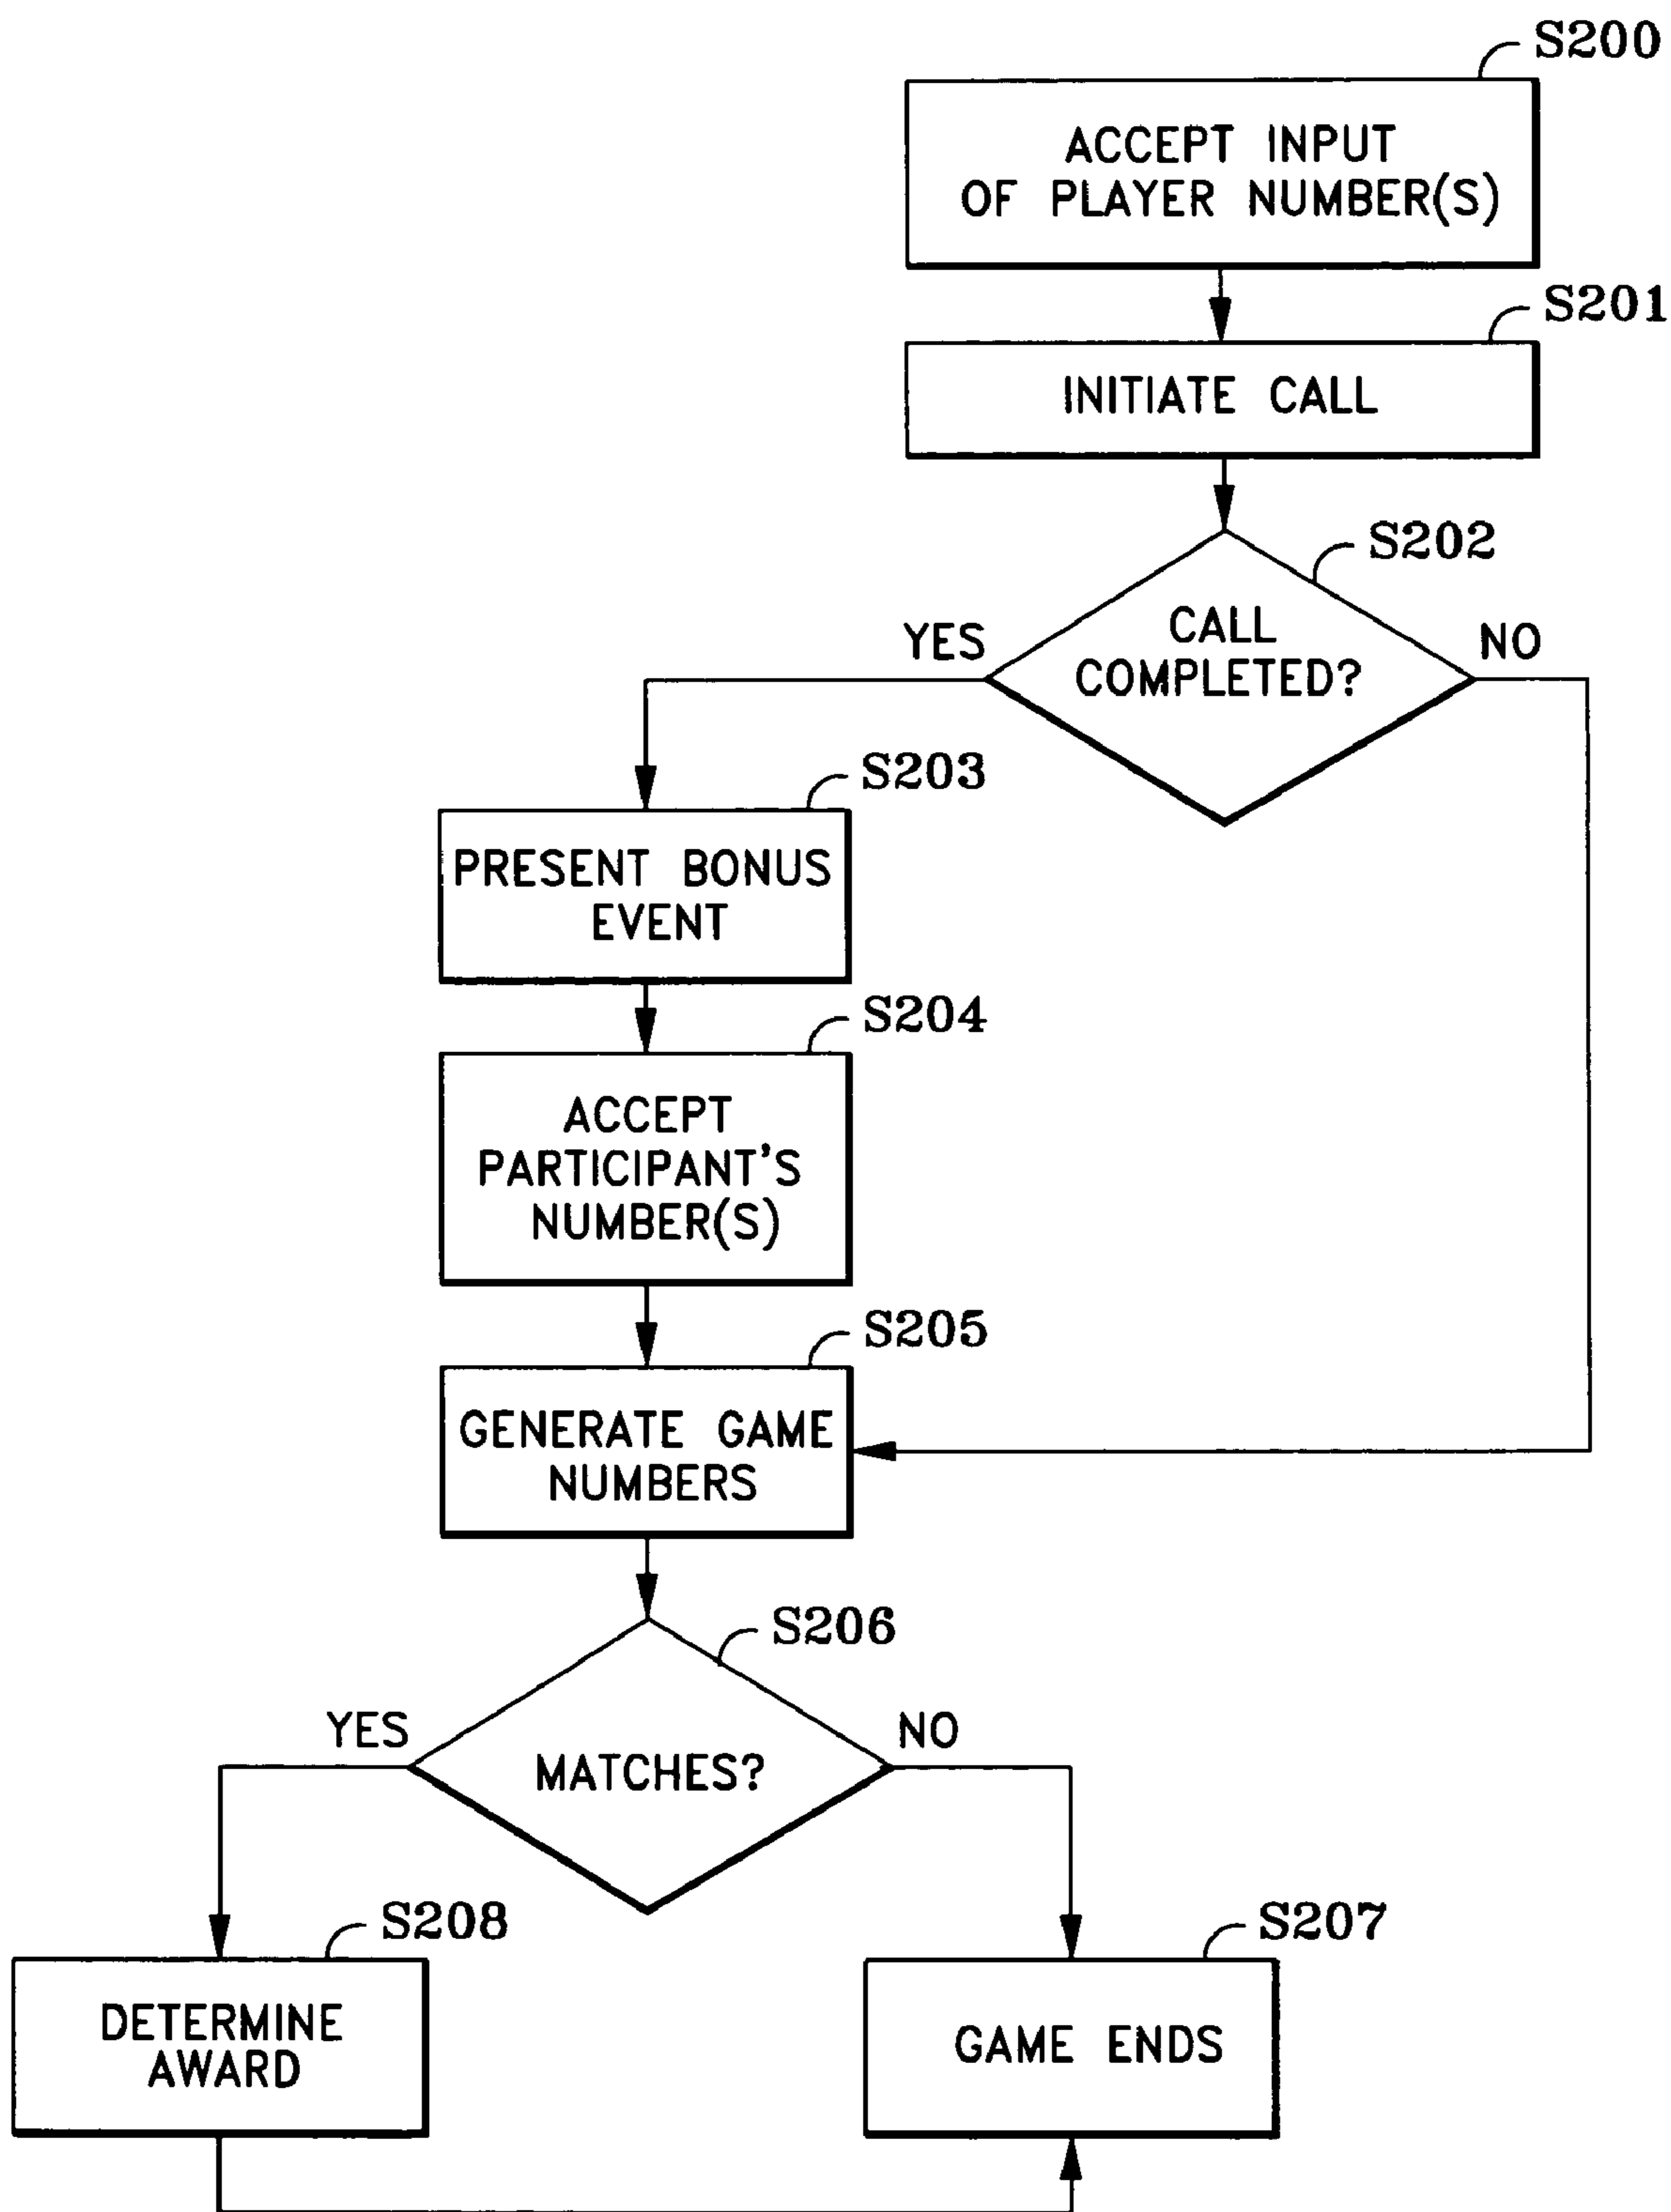 S200
ACCEPT INPUT
OF PLAYER NUMBER(S)
S201
INITIATE CALL
S202
CALL
COMPLETED?
YES
NO
S203
PRESENT BONUS
EVENT
S204
ACCEPT
PARTICIPANT'S
NUMBER(S)
S205
GENERATE GAME
NUMBERS
S206
MATCHES?
YES
NO
S208
DETERMINE
AWARD
S207
GAME ENDS